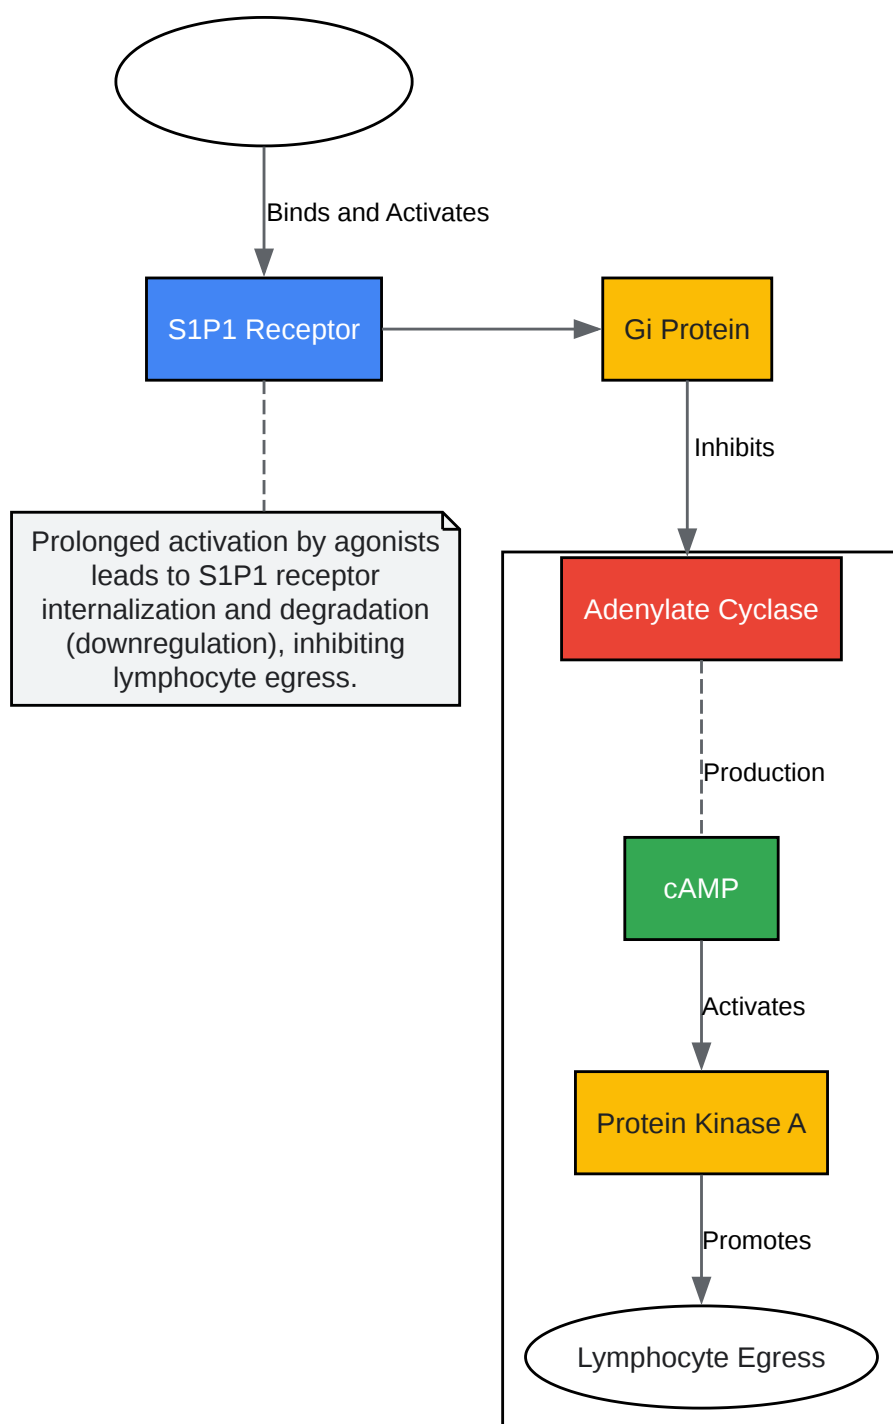 Binds and Activates
S1P1 Receptor
Gi Protein
Inhibits
Prolonged activation by agonists
leads to S1P1 receptor
internalization and degradation
(downregulation), inhibiting
lymphocyte egress.
Adenylate Cyclase
Production
cAMP
Activates
Protein Kinase A
Promotes
Lymphocyte Egress